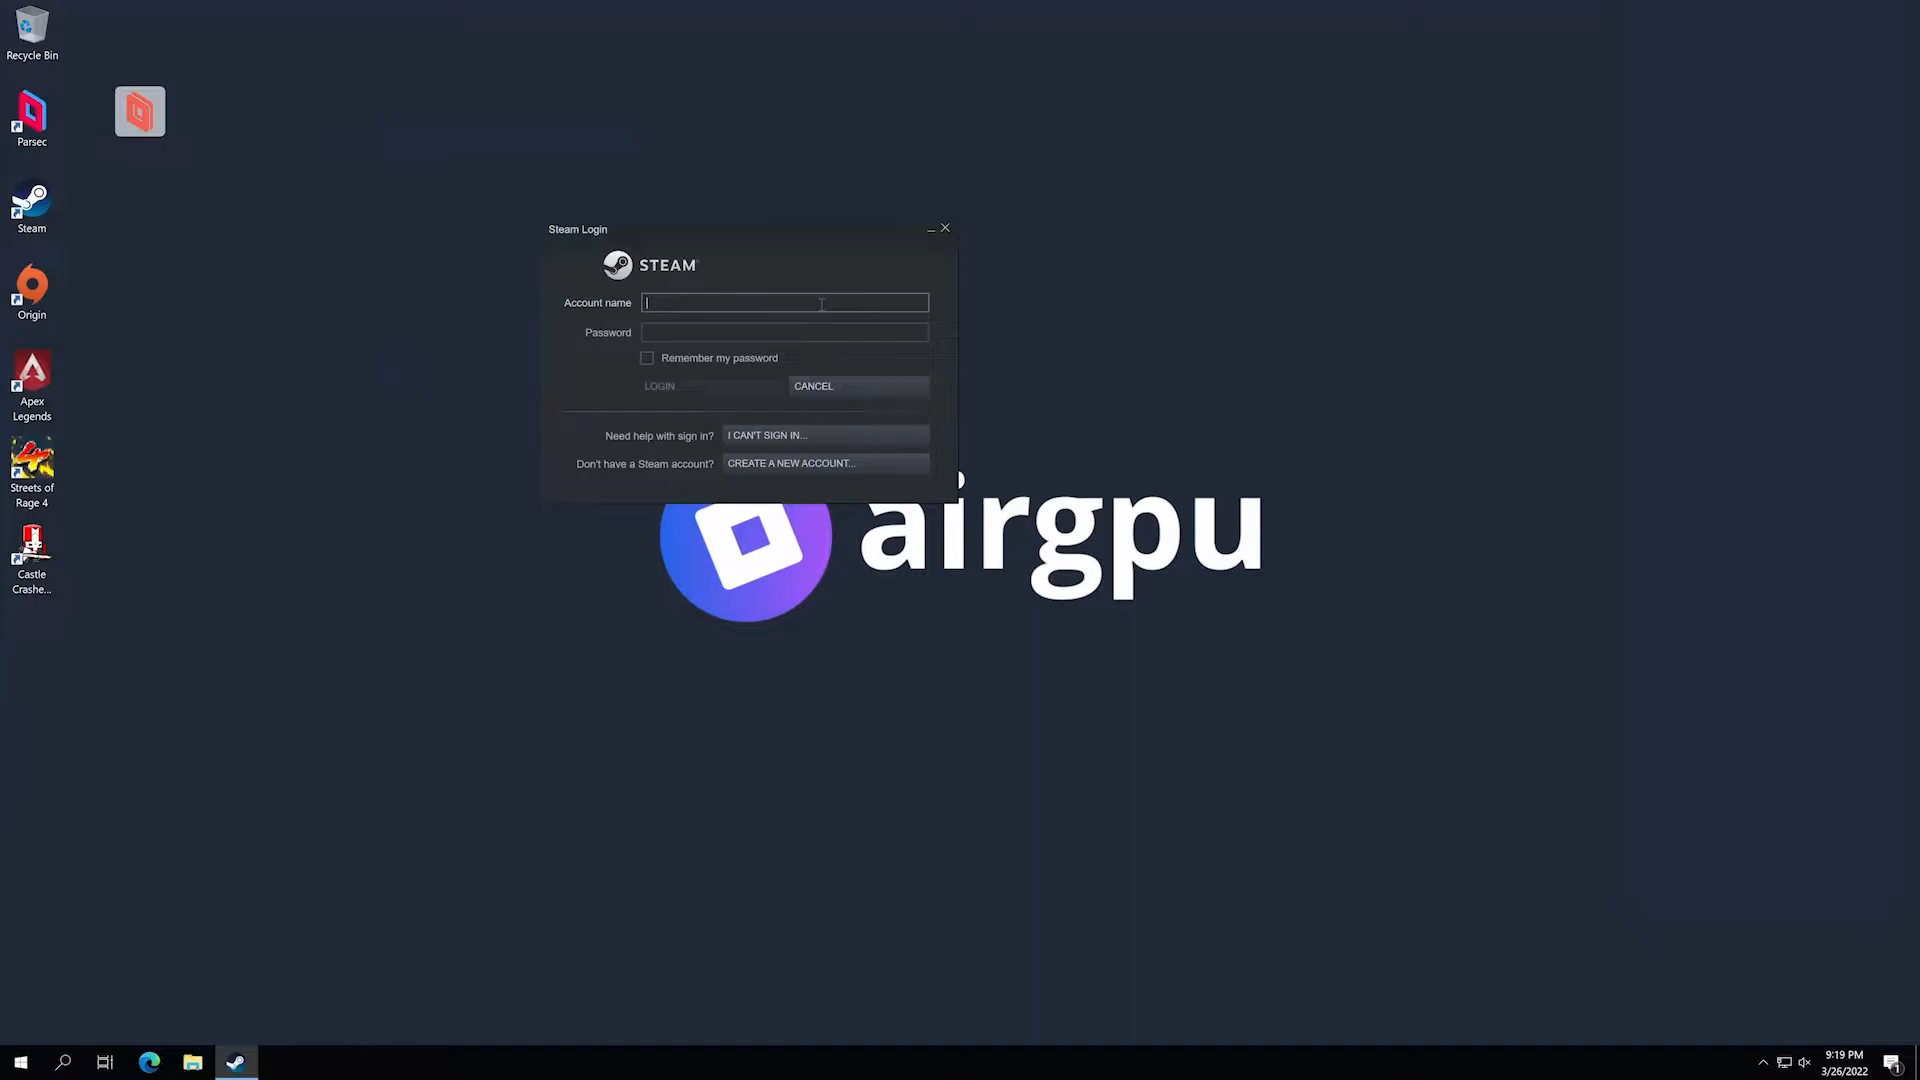 Recycle Bin
Parsec
Steam
Origin
Apex
Legends
Streets of
Rage 4
Castle
Crashe...
Steam Login
STEAM
Account name
Password
Remember my password
LOGIN
CANCEL
Need help with sign in?
I CAN'T SIGN IN...
Don't have a Steam account?
CREATE A NEW ACCOUNT...
airgpu
9:19 PM
3/26/2022
1